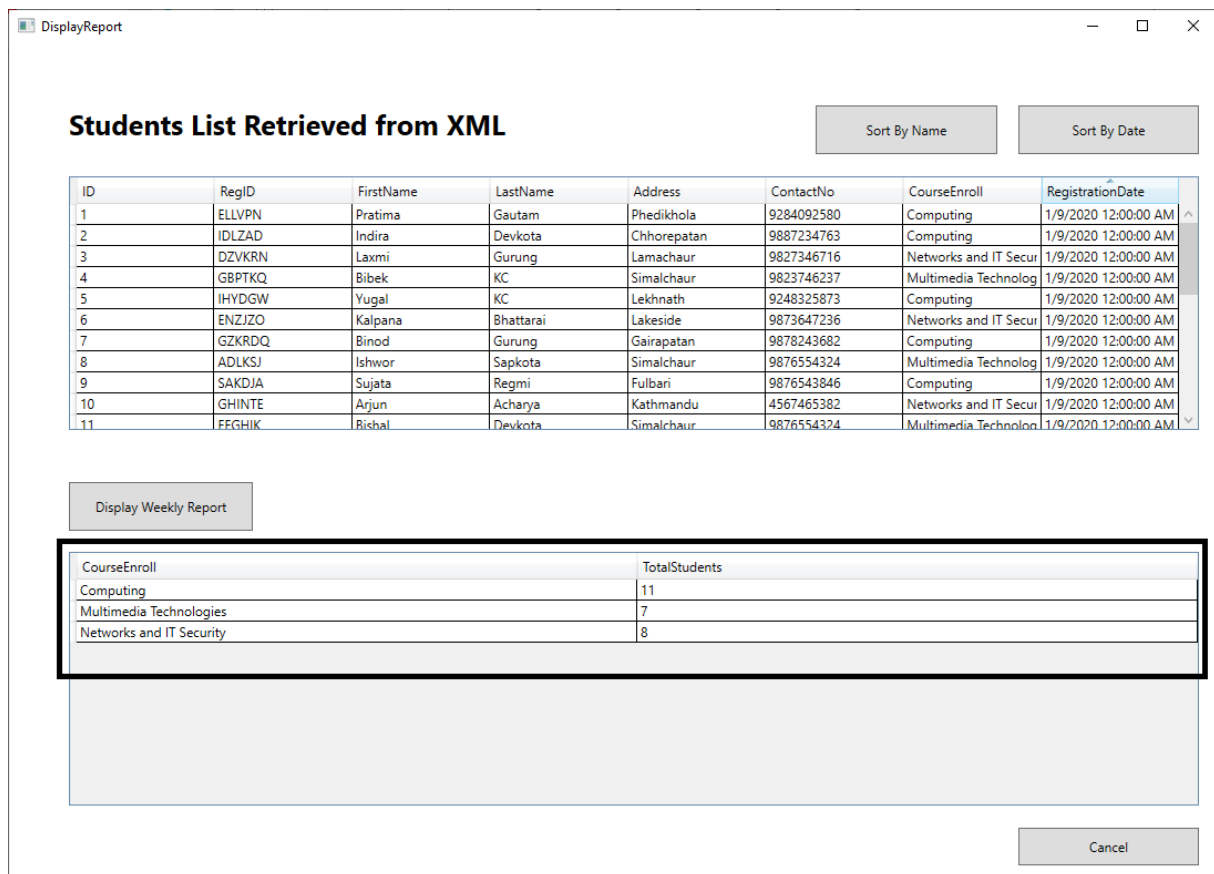 DisplayReport
Students List Retrieved from XML
Sort By Name
Sort By Date
ID RegID FirstName LastName Address ContactNo CourseEnroll RegistrationDate
1 ELLVPN Pratima Gautam Phedikhola 9284092580 Computing 1/9/2020 12:00:00 AM
2 IDLZAD Indira Devkota Chhorepatan 9887234763 Computing 1/9/2020 12:00:00 AM
3 DZVKRN Laxmi Gurung Lamachaur 9827346716 Networks and IT Secur 1/9/2020 12:00:00 AM
4 GBPTKQ Bibek KC Simalchaur 9823746237 Multimedia Technolog 1/9/2020 12:00:00 AM
5 IHYDGW Yugal KC Lekhnath 9248325873 Computing 1/9/2020 12:00:00 AM
6 ENZJZO Kalpana Bhattarai Lakeside 9873647236 Networks and IT Secur 1/9/2020 12:00:00 AM
7 GZKRDQ Binod Gurung Gairapatan 9878243682 Computing 1/9/2020 12:00:00 AM
8 ADLKSJ Ishwor Sapkota Simalchaur 9876554324 Multimedia Technolog 1/9/2020 12:00:00 AM
9 SAKDJA Sujata Regmi Fulbari 9876543846 Computing 1/9/2020 12:00:00 AM
10 GHINTE Arjun Acharya Kathmandu 4567465382 Networks and IT Secur 1/9/2020 12:00:00 AM
11 EFGHIK Bishal Devkota Simalchaur 9876554324 Multimedia Technolog 1/9/2020 12:00:00 AM
Display Weekly Report
CourseEnroll TotalStudents
Computing 11
Multimedia Technologies 7
Networks and IT Security 8
Cancel